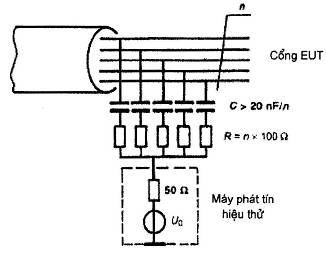 n
Cổng EUT
C > 20 nF/n
R = n × 100 Ω
50 Ω
Máy phát tín
hiệu thử
U₀